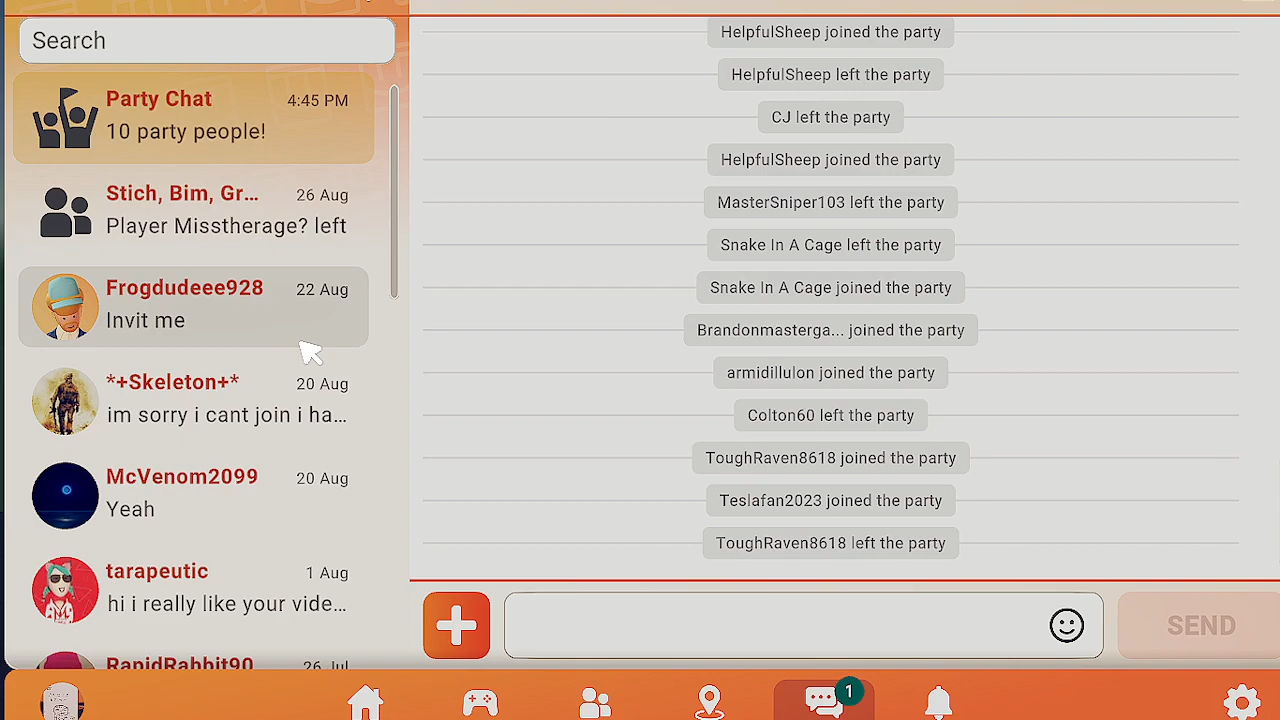 Search
Party Chat 4:45 PM
10 party people!
Stich, Bim, Gr... 26 Aug
Player Misstherage? left
Frogdudeee928 22 Aug
Invit me
*+Skeleton+* 20 Aug
im sorry i cant join i ha...
McVenom2099 20 Aug
Yeah
tarapeutic 1 Aug
hi i really like your vide...
RapidRabbit90 26 Jul
HelpfulSheep joined the party
HelpfulSheep left the party
CJ left the party
HelpfulSheep joined the party
MasterSniper103 left the party
Snake In A Cage left the party
Snake In A Cage joined the party
Brandonmasterga... joined the party
armidillulon joined the party
Colton60 left the party
ToughRaven8618 joined the party
Teslafan2023 joined the party
ToughRaven8618 left the party
SEND
1